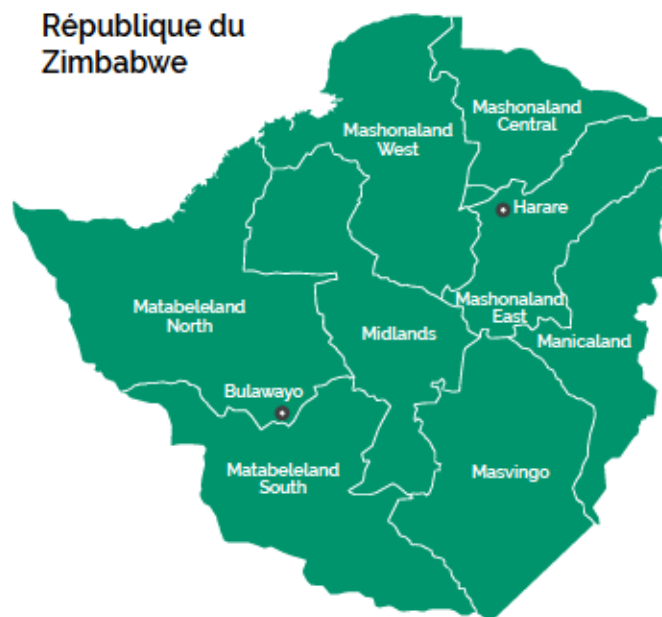 République du
Zimbabwe
Mashonaland
Central
Mashonaland
West
Harare
Mashonaland
East
Matabeleland
North
Midlands
Manicaland
Bulawayo
Matabeleland
South
Masvingo